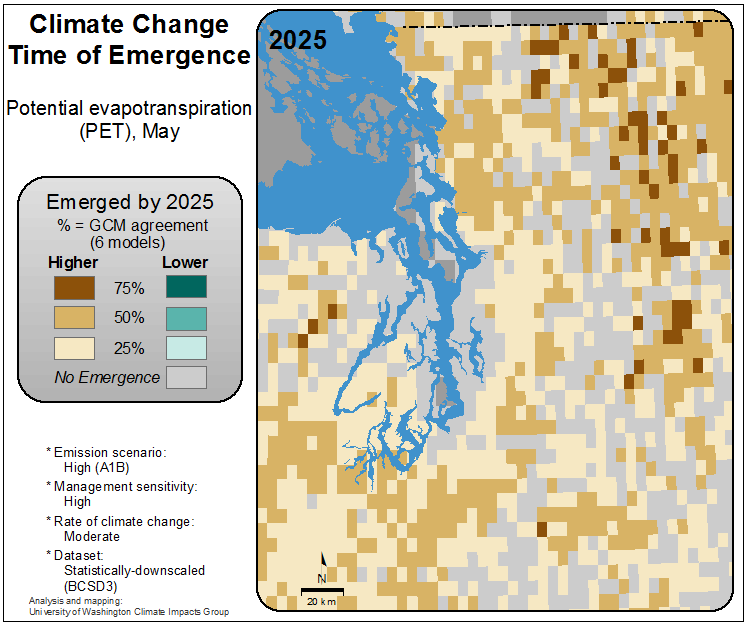 Climate Change
Time of Emergence
Potential evapotranspiration
(PET), May
Emerged by 2025
% = GCM agreement
(6 models)
Higher Lower
75%
50%
25%
No Emergence
* Emission scenario:
High (A1B)
* Management sensitivity:
High
* Rate of climate change:
Moderate
* Dataset:
Statistically-downscaled
(BCSD3)
Analysis and mapping:
University of Washington Climate Impacts Group
2025
N
20 km